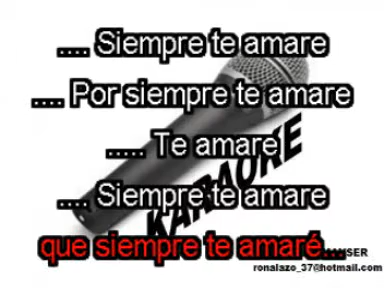 .... Siempre te amare
.... Por siempre te amare
..... Te amare
KARAOKE
.... Siempre te amare
que siempre te amaré...
ronalazo_37@hotmail.com